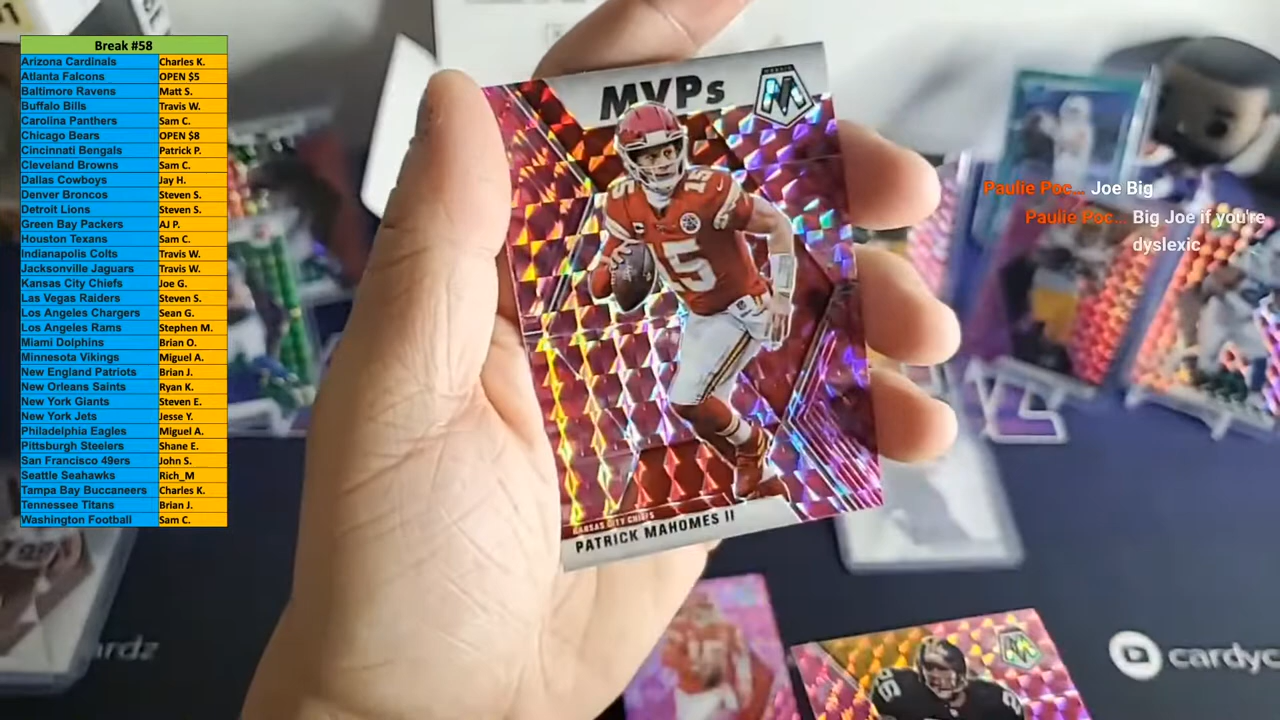 Break #58
Arizona Cardinals Charles K.
Atlanta Falcons OPEN $5
Baltimore Ravens Matt S.
Buffalo Bills Travis W.
Carolina Panthers Sam C.
Chicago Bears OPEN $8
Cincinnati Bengals Patrick P.
Cleveland Browns Sam C.
Dallas Cowboys Jay H.
Denver Broncos Steven S.
Detroit Lions Steven S.
Green Bay Packers AJ P.
Houston Texans Sam C.
Indianapolis Colts Travis W.
Jacksonville Jaguars Travis W.
Kansas City Chiefs Joe G.
Las Vegas Raiders Steven S.
Los Angeles Chargers Sean G.
Los Angeles Rams Stephen M.
Miami Dolphins Brian O.
Minnesota Vikings Miguel A.
New England Patriots Brian J.
New Orleans Saints Ryan K.
New York Giants Steven E.
New York Jets Jesse Y.
Philadelphia Eagles Miguel A.
Pittsburgh Steelers Shane E.
San Francisco 49ers John S.
Seattle Seahawks Rich_M
Tampa Bay Buccaneers Charles K.
Tennessee Titans Brian J.
Washington Football Sam C.
MVPs
MOSAIC
M
15
15
KANSAS CITY CHIEFS
PATRICK MAHOMES II
Paulie Poc... Joe Big
Paulie Poc... Big Joe if you're
dyslexic
ardz
cardyc